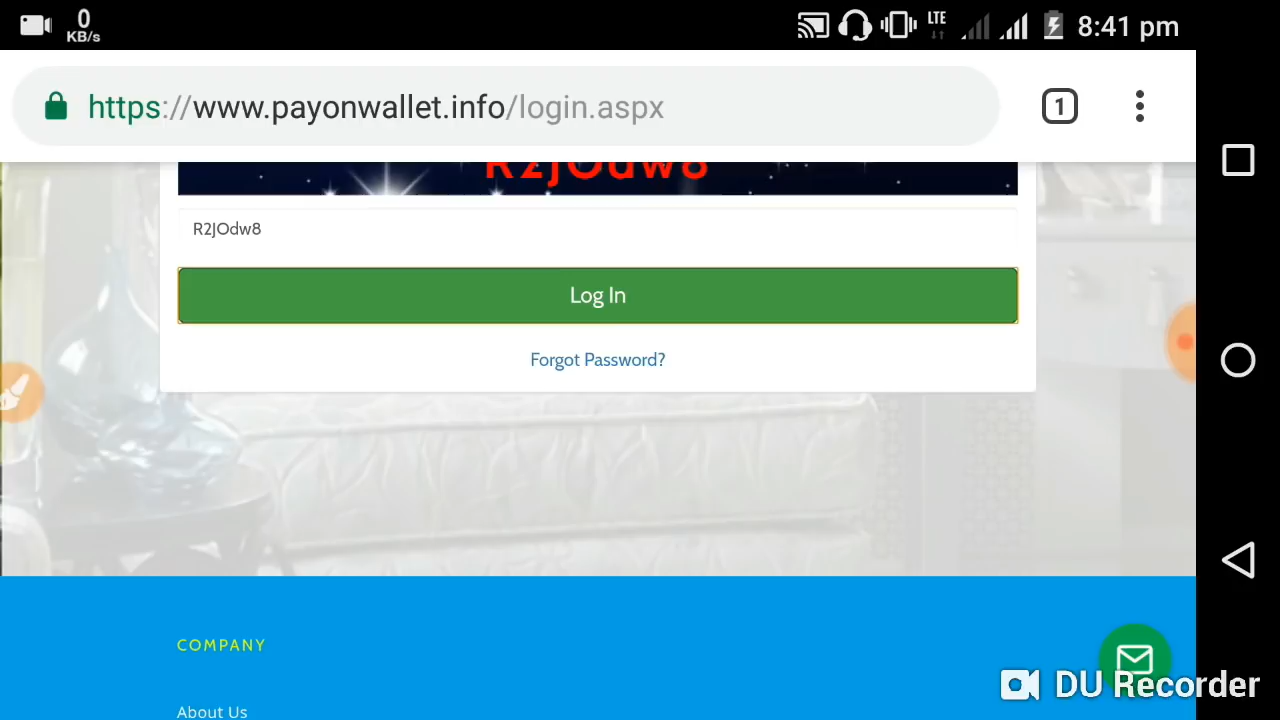 0
KB/s
LTE
8:41 pm
https://www.payonwallet.info/login.aspx
1
R2JOdw8
R2JOdw8
Log In
Forgot Password?
COMPANY
About Us
DU Recorder